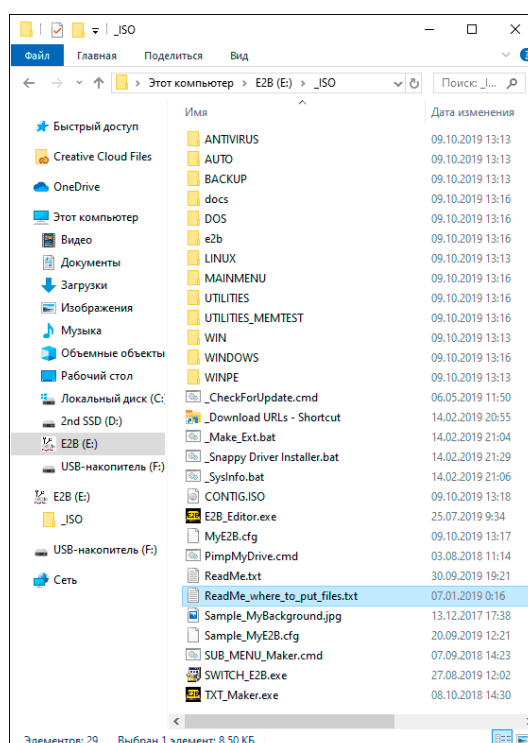 _ISO
Файл Главная Поделиться Вид
Этот компьютер > E2B (E:) > _ISO Поиск: _I...
Имя Дата изменения
Быстрый доступ
Creative Cloud Files
OneDrive
Этот компьютер
Видео
Документы
Загрузки
Изображения
Музыка
Объемные объекты
Рабочий стол
Локальный диск (C:
2nd SSD (D:)
E2B (E:)
USB-накопитель (F:)
E2B (E:)
_ISO
USB-накопитель (F:)
Сеть
ANTIVIRUS 09.10.2019 13:13
AUTO 09.10.2019 13:13
BACKUP 09.10.2019 13:13
docs 09.10.2019 13:16
DOS 09.10.2019 13:16
e2b 09.10.2019 13:16
LINUX 09.10.2019 13:13
MAINMENU 09.10.2019 13:16
UTILITIES 09.10.2019 13:16
UTILITIES_MEMTEST 09.10.2019 13:16
WIN 09.10.2019 13:13
WINDOWS 09.10.2019 13:16
WINPE 09.10.2019 13:13
_CheckForUpdate.cmd 06.05.2019 11:50
_Download URLs - Shortcut 14.02.2019 20:55
_Make_Ext.bat 14.02.2019 21:04
_Snappy Driver Installer.bat 14.02.2019 21:29
_SysInfo.bat 14.02.2019 21:06
CONTIG.ISO 09.10.2019 13:18
E2B_Editor.exe 25.07.2019 9:34
MyE2B.cfg 09.10.2019 13:17
PimpMyDrive.cmd 03.08.2018 11:14
ReadMe.txt 30.09.2019 19:21
ReadMe_where_to_put_files.txt 07.01.2019 0:16
Sample_MyBackground.jpg 13.12.2017 17:38
Sample_MyE2B.cfg 20.09.2019 12:21
SUB_MENU_Maker.cmd 07.09.2018 14:23
SWITCH_E2B.exe 27.08.2019 12:02
TXT_Maker.exe 08.10.2018 14:30
Элементов: 29 Выбран 1 элемент: 8,50 КБ